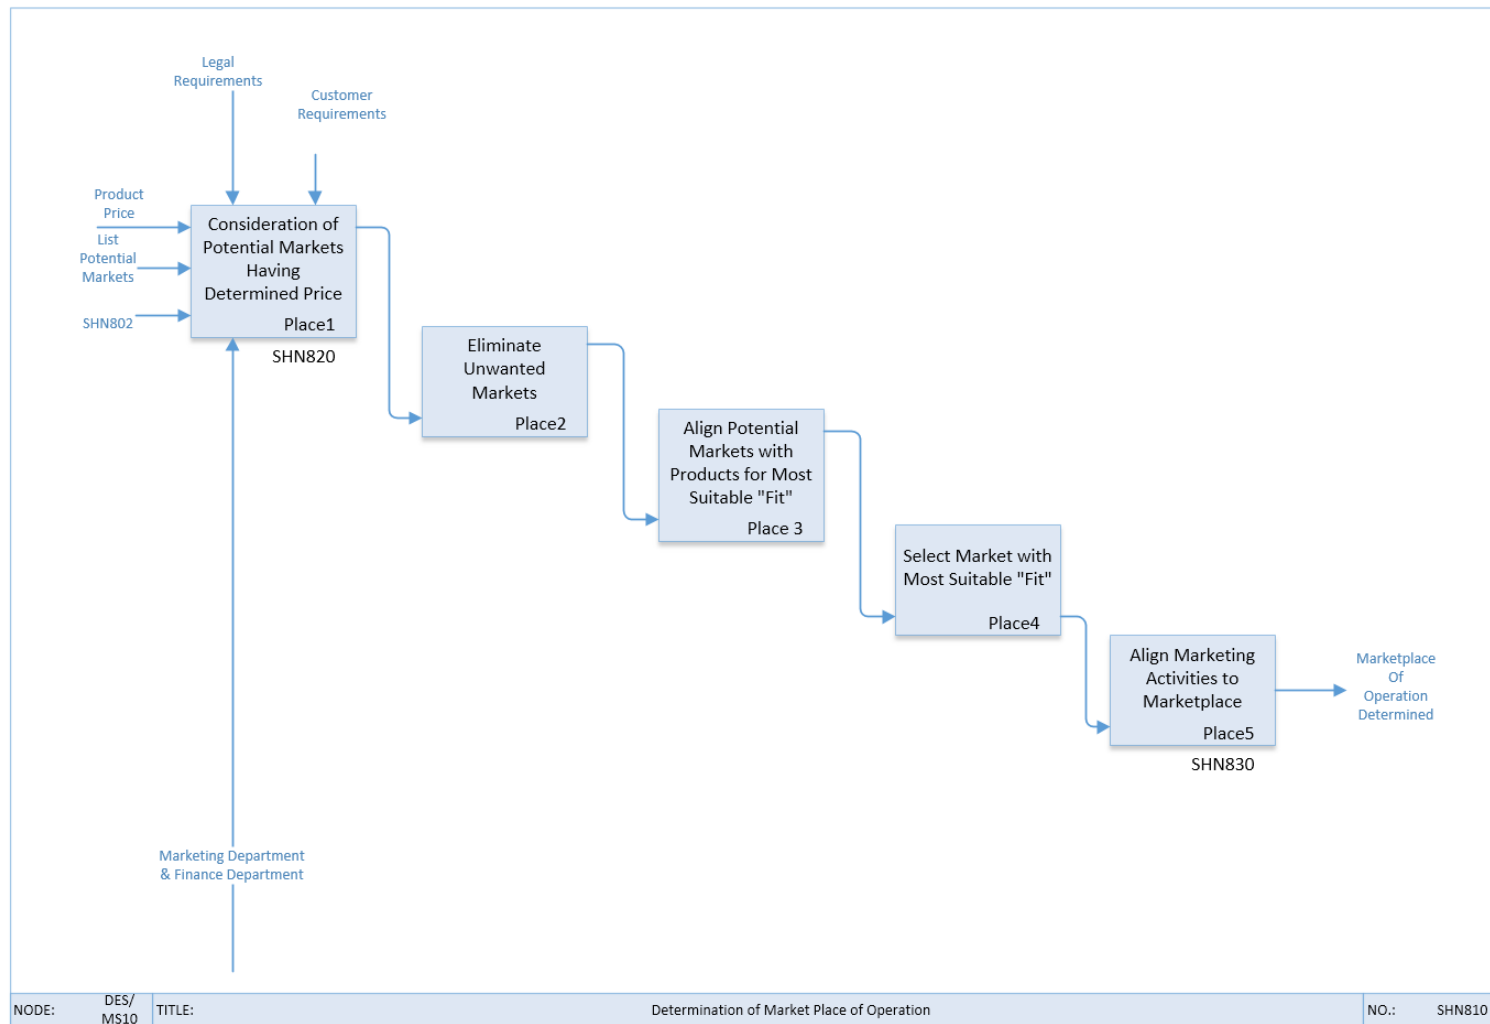 Legal
Requirements
Customer
Requirements
Product
Price
List
Potential
Markets
SHN802
Consideration of
Potential Markets
Having
Determined Price
Place1
SHN820
Eliminate
Unwanted
Markets
Place2
Align Potential
Markets with
Products for Most
Suitable "Fit"
Place 3
Select Market with
Most Suitable "Fit"
Place4
Align Marketing
Activities to
Marketplace
Place5
SHN830
Marketplace
Of
Operation
Determined
Marketing Department
& Finance Department
NODE:
DES/
MS10
TITLE:
Determination of Market Place of Operation
NO.:
SHN810